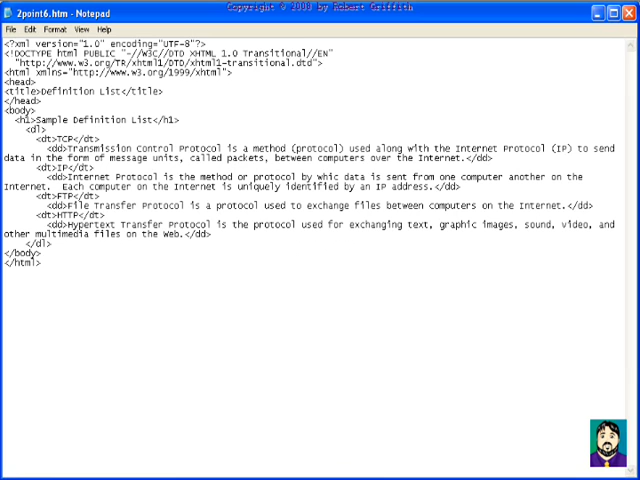 Copyright © 2009 by Robert Griffith
2point6.htm - Notepad
File Edit Format View Help
<?xml version="1.0" encoding="UTF-8"?>
<!DOCTYPE html PUBLIC "-//W3C//DTD XHTML 1.0 Transitional//EN"
"http://www.w3.org/TR/xhtml1/DTD/xhtml1-transitional.dtd">
<html xmlns="http://www.w3.org/1999/xhtml">
<head>
<title>Definition List</title>
</head>
<body>
<h1>Sample Definition List</h1>
<dl>
<dt>TCP</dt>
<dd>Transmission Control Protocol is a method (protocol) used along with the Internet Protocol (IP) to send
data in the form of message units, called packets, between computers over the Internet.</dd>
<dt>IP</dt>
<dd>Internet Protocol is the method or protocol by whic data is sent from one computer another on the
Internet.  Each computer on the Internet is uniquely identified by an IP address.</dd>
<dt>FTP</dt>
<dd>File Transfer Protocol is a protocol used to exchange files between computers on the Internet.</dd>
<dt>HTTP</dt>
<dd>Hypertext Transfer Protocol is the protocol used for exchanging text, graphic images, sound, video, and
other multimedia files on the Web.</dd>
</dl>
</body>
</html>